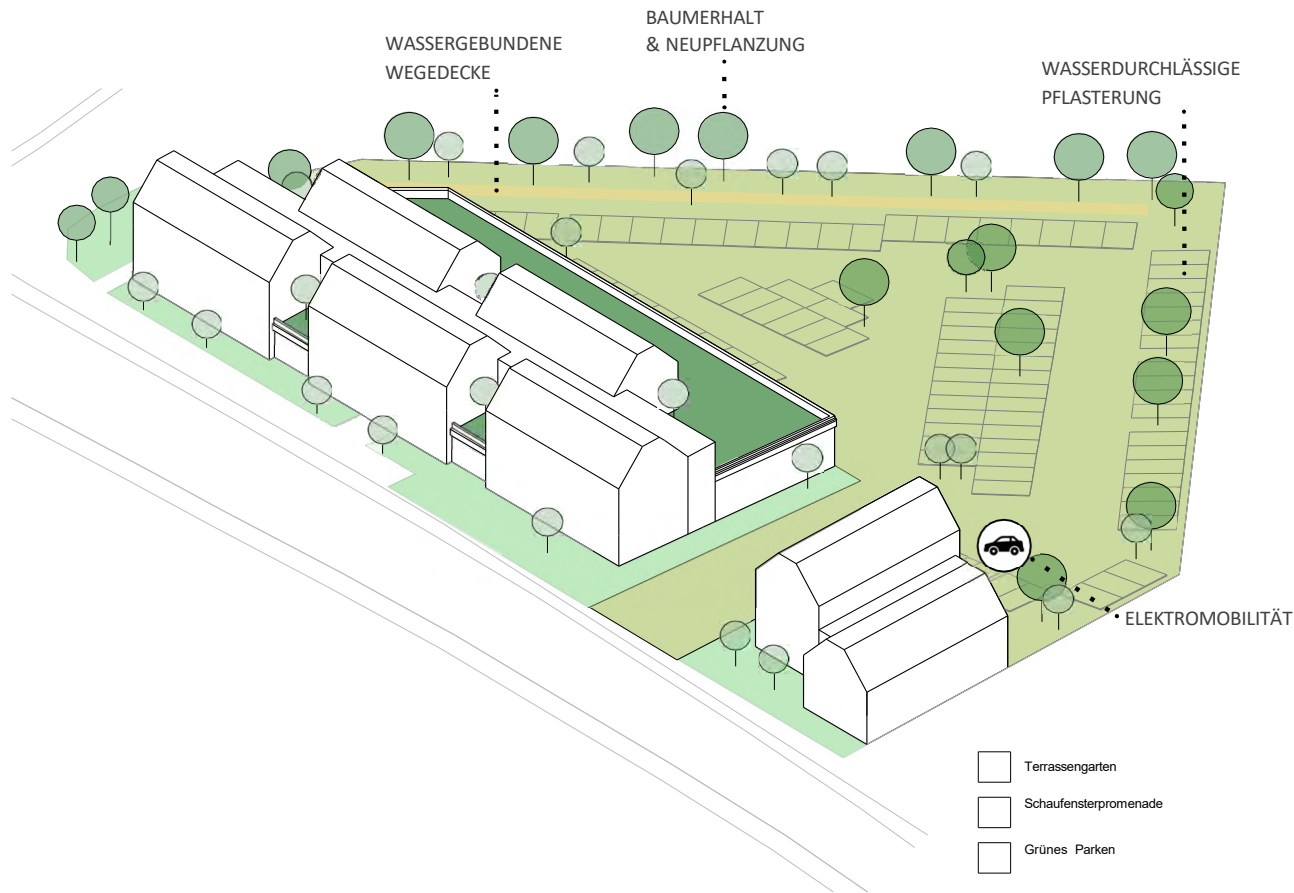 BAUMERHALT
& NEUPFLANZUNG
WASSERGEBUNDENE
WEGEDECKE
WASSERDURCHLÄSSIGE
PFLASTERUNG
ELEKTROMOBILITÄT
Terrassengarten
Schaufensterpromenade
Grünes Parken